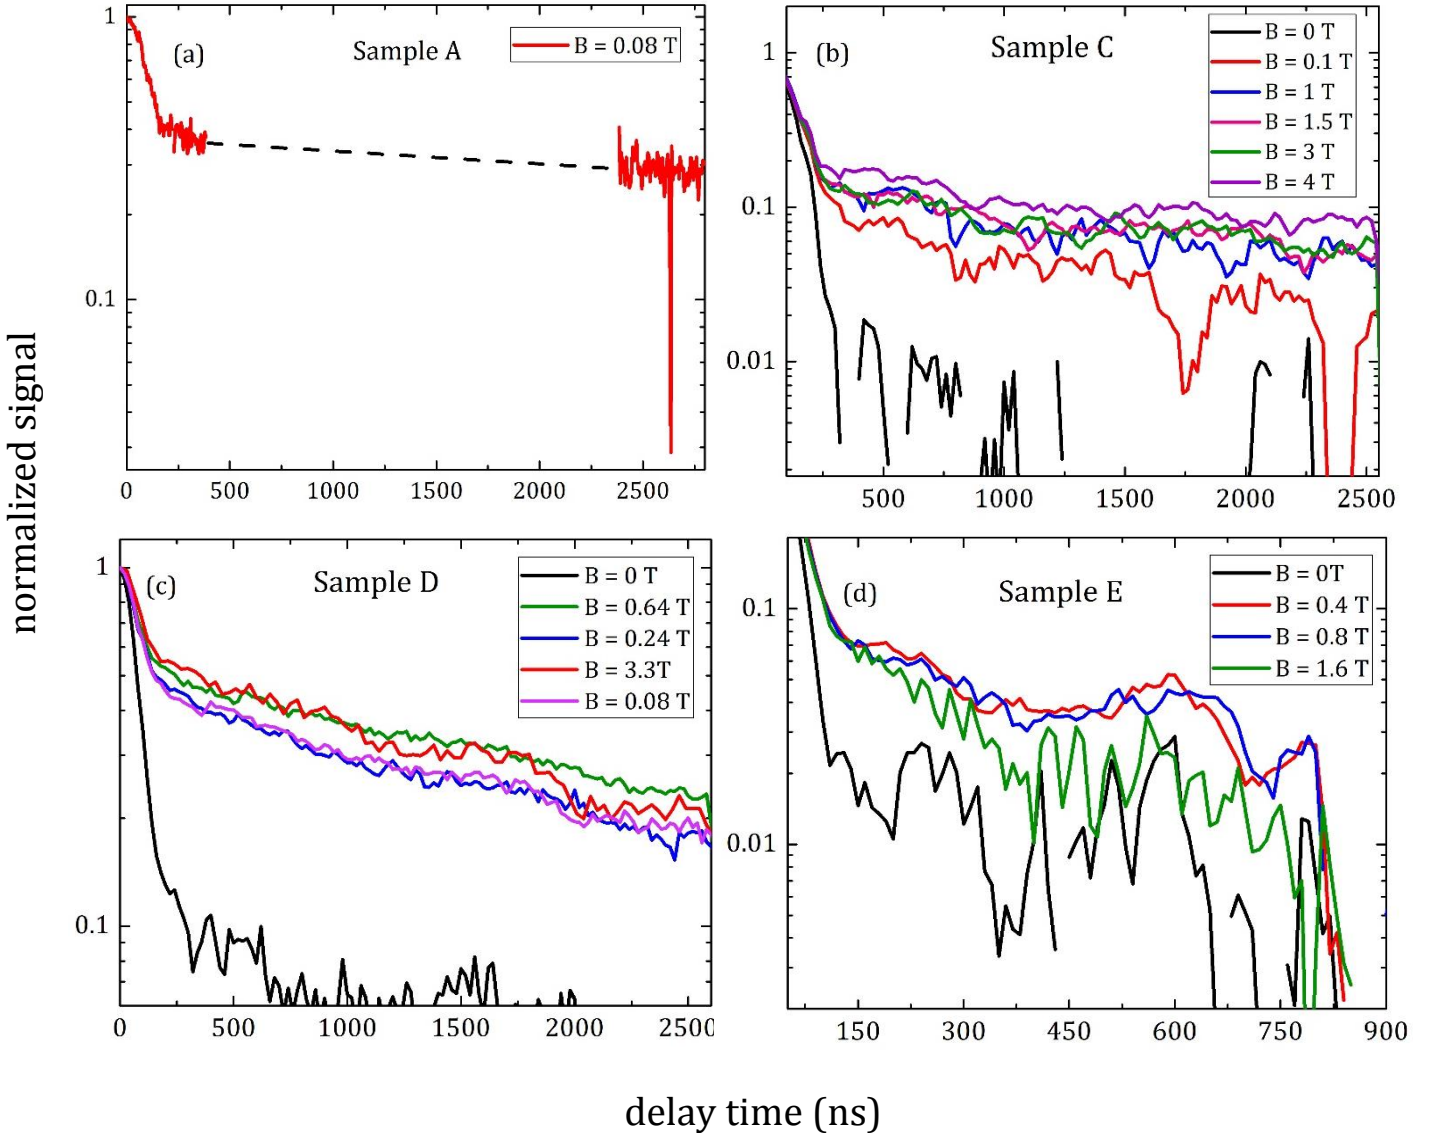 normalized signal
(a)
Sample A
B = 0.08 T
1
0.1
0
500
1000
1500
2000
2500
(b)
Sample C
B = 0 T
B = 0.1 T
B = 1 T
B = 1.5 T
B = 3 T
B = 4 T
1
0.1
0.01
500
1000
1500
2000
2500
(c)
Sample D
B = 0 T
B = 0.64 T
B = 0.24 T
B = 3.3T
B = 0.08 T
1
0.1
0
500
1000
1500
2000
2500
(d)
Sample E
B = 0T
B = 0.4 T
B = 0.8 T
B = 1.6 T
0.1
0.01
150
300
450
600
750
900
delay time (ns)